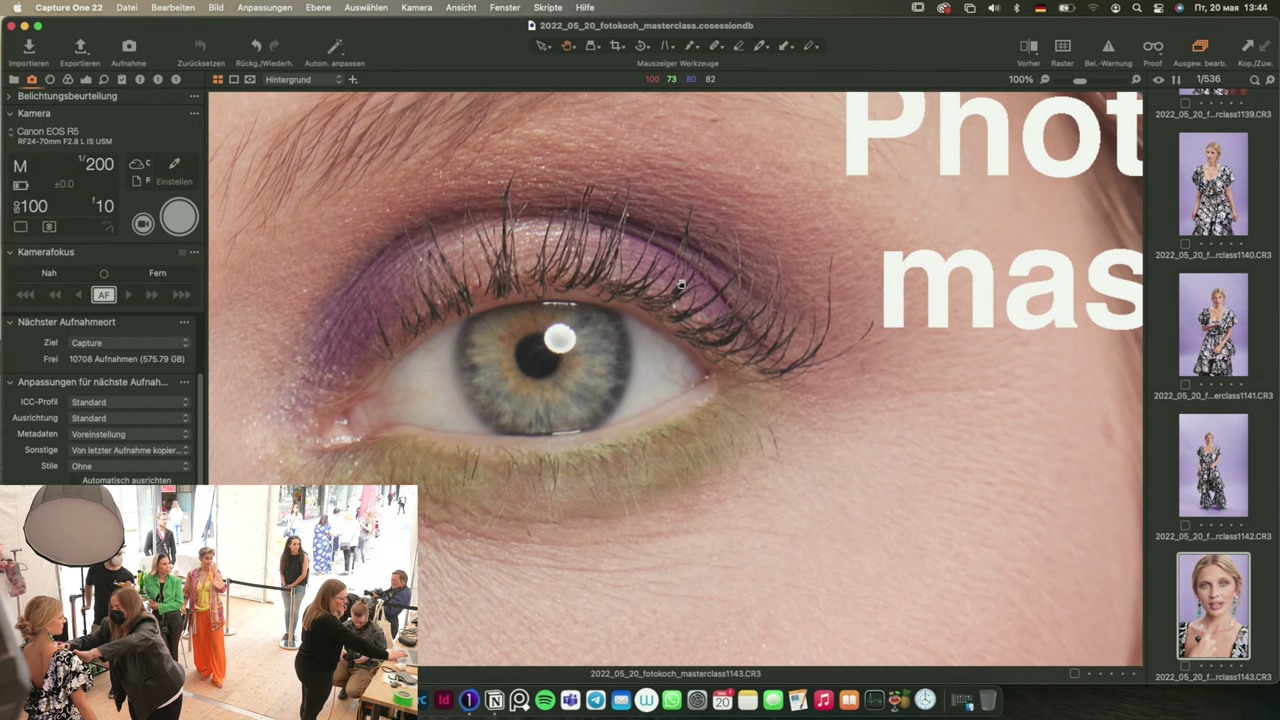 Capture One 22 Datei Bearbeiten Bild Anpassungen Ebene Auswählen Kamera Ansicht Fenster Skripte Hilfe
Пт, 20 мая 13:44
2022_05_20_fotokoch_masterclass.cosessiondb
Importieren Exportieren Aufnahme Zurücksetzen Rückg./Wiederh. Autom. anpassen Mauszeiger Werkzeuge Vorher Raster Bel.-Warnung Proof Ausgew. bearb. Kop./Zuw.
Hintergrund
100 73 80 82
100%
1/536
Belichtungsbeurteilung
Kamera
Canon EOS R5
RF24-70mm F2.8 L IS USM
M 1/200
C
±0.0
P Einstellen
ISO100 f10
Kamerafokus
Nah Fern
AF
Nächster Aufnahmeort
Ziel Capture
Frei 10708 Aufnahmen (575.79 GB)
Anpassungen für nächste Aufnah...
ICC-Profil Standard
Ausrichtung Standard
Metadaten Voreinstellung
Sonstige Von letzter Aufnahme kopier...
Stile Ohne
Automatisch ausrichten
Phot
mas
2022_05_20_f...rclass1139.CR3
2022_05_20_f...rclass1140.CR3
2022_05_20_f...erclass1141.CR3
2022_05_20_f...rclass1142.CR3
2022_05_20_f...rclass1143.CR3
2022_05_20_fotokoch_masterclass1143.CR3
Id
1
20